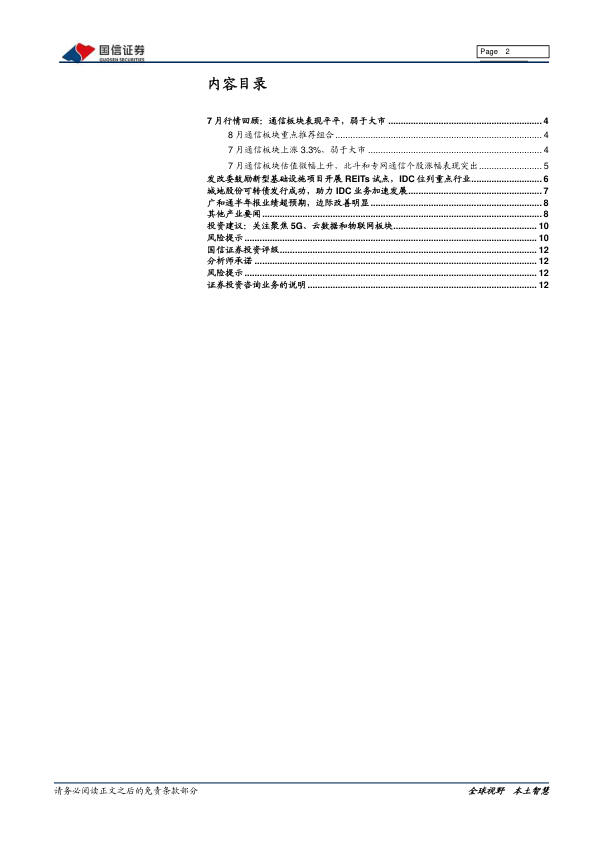 国信证券
GUOSEN SECURITIES
Page 2
内容目录
7月行情回顾：通信板块表现平平，弱于大市 4
8月通信板块重点推荐组合 4
7月通信板块上涨 3.3%、弱于大市 4
7月通信板块估值微幅上升，北斗和专网通信个股涨幅表现突出 5
发改委鼓励新型基础设施项目开展 REITs 试点，IDC 位列重点行业 6
城地股份可转债发行成功，助力 IDC 业务加速发展 7
广和通半年报业绩超预期，边际改善明显 8
其他产业要闻 8
投资建议：关注聚焦 5G、云数据和物联网板块 10
风险提示 10
国信证券投资评级 12
分析师承诺 12
风险提示 12
证券投资咨询业务的说明 12
请务必阅读正文之后的免责条款部分
全球视野 本土智慧